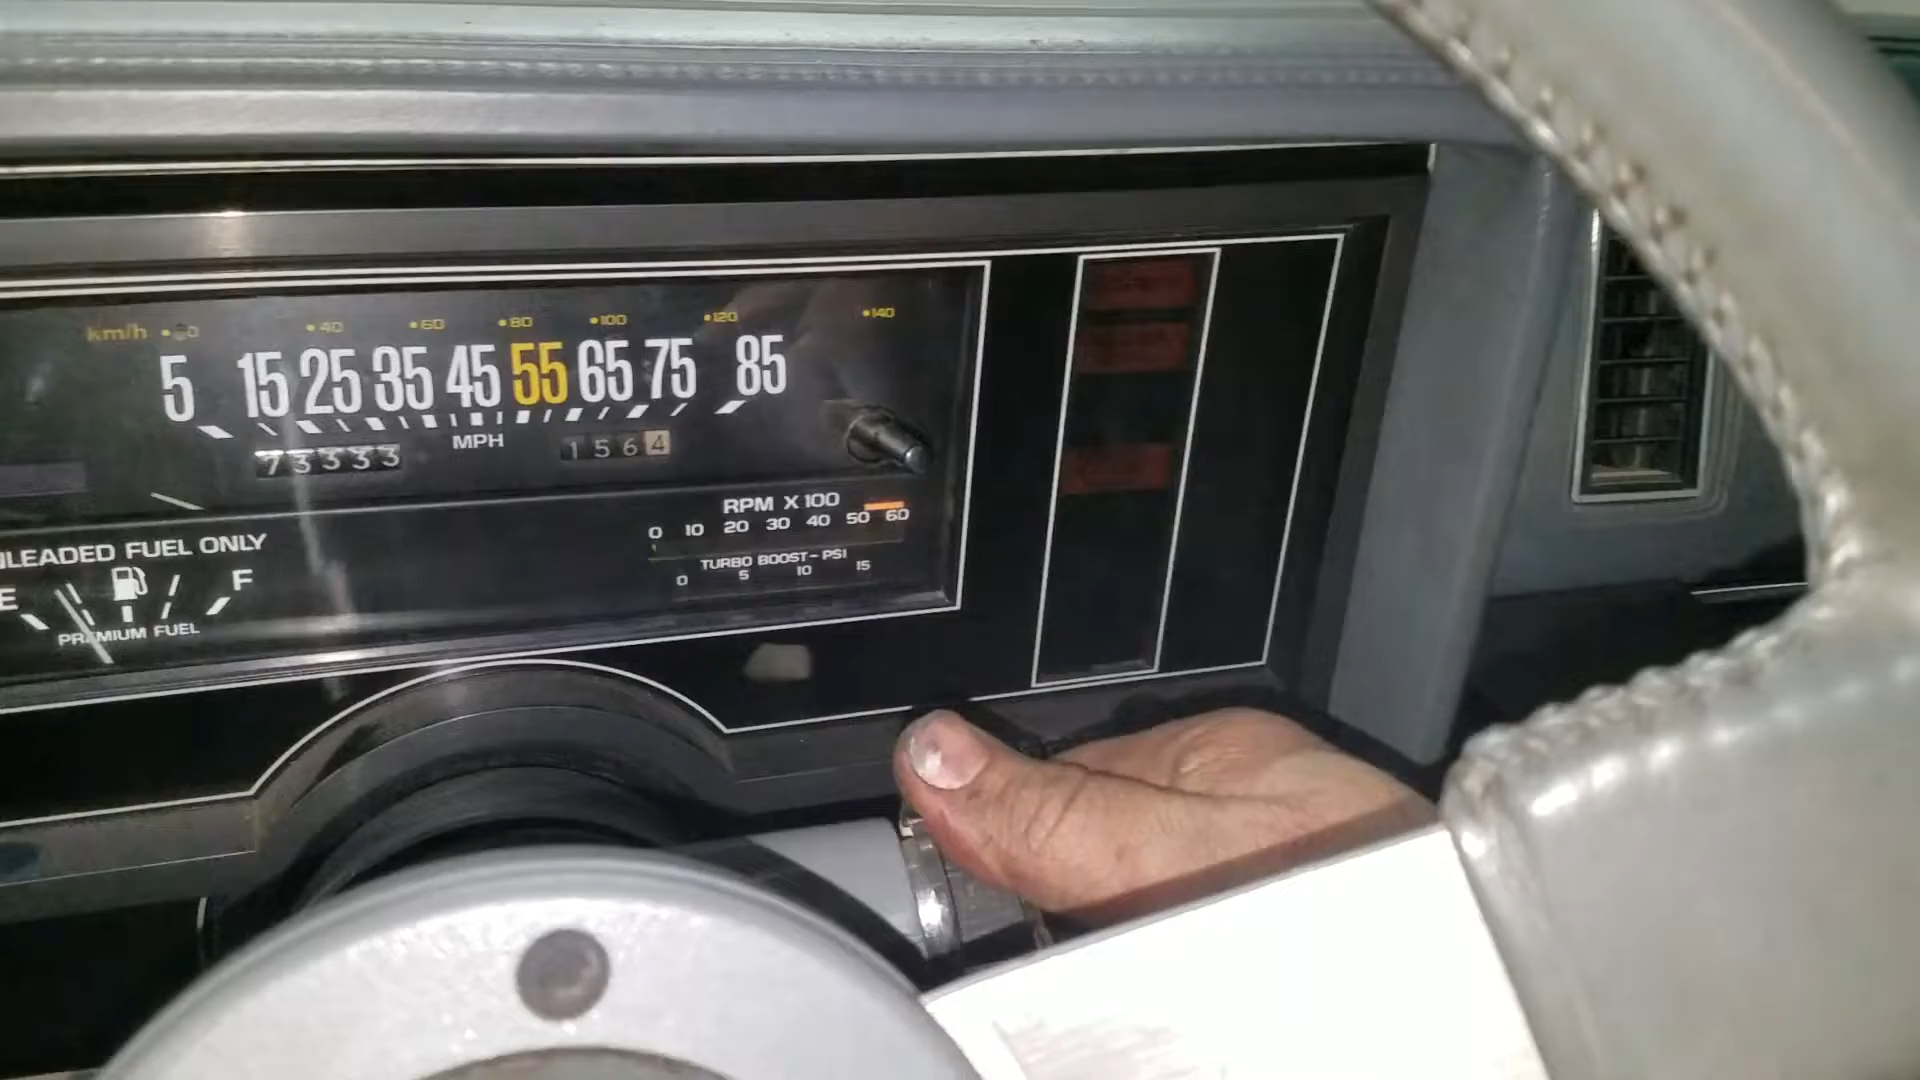 km/h 20 40 60 80 100 120 140
5 15 25 35 45 55 65 75 85
MPH
73333 1564
RPM X 100
0 10 20 30 40 50 60
TURBO BOOST-PSI
0 5 10 15
NLEADED FUEL ONLY
E F
PREMIUM FUEL